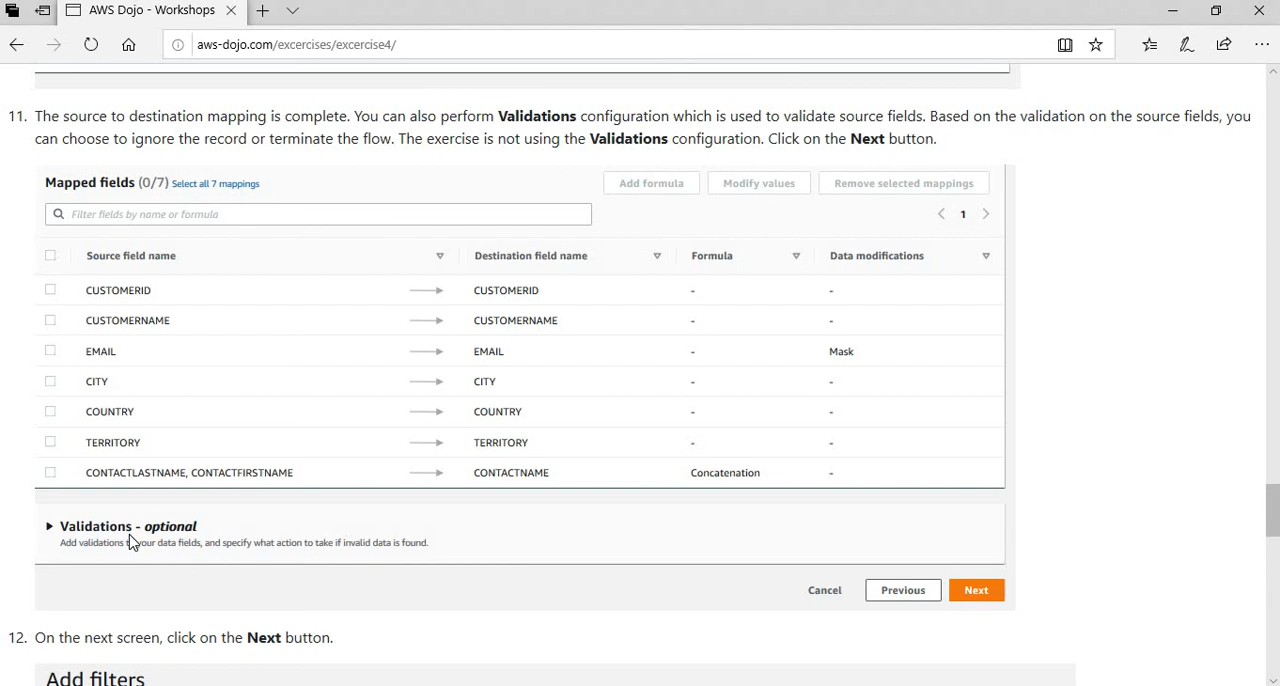 AWS Dojo - Workshops
aws-dojo.com/excercises/excercise4/
11. The source to destination mapping is complete. You can also perform Validations configuration which is used to validate source fields. Based on the validation on the source fields, you
can choose to ignore the record or terminate the flow. The exercise is not using the Validations configuration. Click on the Next button.
Mapped fields (0/7) Select all 7 mappings
Add formula Modify values Remove selected mappings
Filter fields by name or formula
1
Source field name Destination field name Formula Data modifications
CUSTOMERID CUSTOMERID - -
CUSTOMERNAME CUSTOMERNAME - -
EMAIL EMAIL - Mask
CITY CITY - -
COUNTRY COUNTRY - -
TERRITORY TERRITORY - -
CONTACTLASTNAME, CONTACTFIRSTNAME CONTACTNAME Concatenation -
Validations - optional
Add validations to your data fields, and specify what action to take if invalid data is found.
Cancel Previous Next
12. On the next screen, click on the Next button.
Add filters